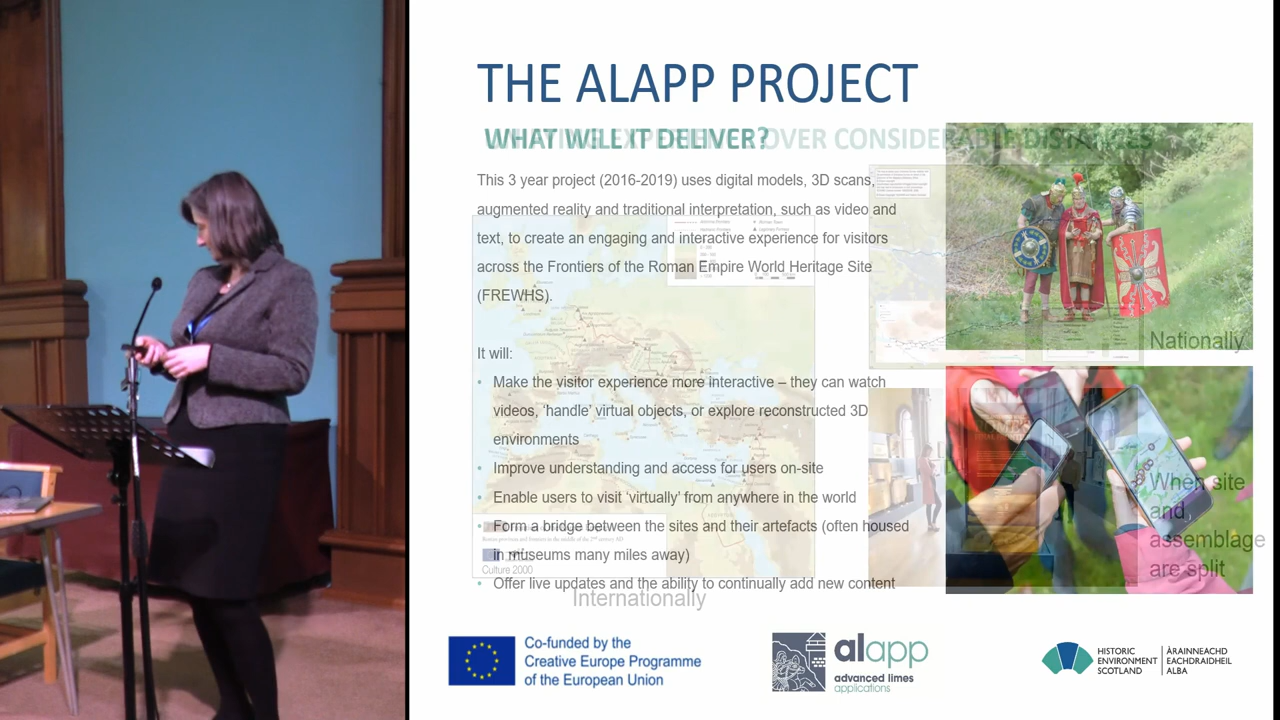 THE ALAPP PROJECT
WHAT WILL IT DELIVER?
OVER CONSIDERABLE DISTANCES
This 3 year project (2016-2019) uses digital models, 3D scans,
augmented reality and traditional interpretation, such as video and
text, to create an engaging and interactive experience for visitors
across the Frontiers of the Roman Empire World Heritage Site
(FREWHS).
It will:
• Make the visitor experience more interactive – they can watch
videos, ‘handle’ virtual objects, or explore reconstructed 3D
environments
• Improve understanding and access for users on-site
• Enable users to visit ‘virtually’ from anywhere in the world
• Form a bridge between the sites and their artefacts (often housed
in museums many miles away)
• Offer live updates and the ability to continually add new content
Culture 2000
Internationally
Nationally
When site
and
assemblage
are split
Co-funded by the
Creative Europe Programme
of the European Union
alapp
advanced limes
applications
HISTORIC
ENVIRONMENT
SCOTLAND
ÀRAINNEACHD
EACHDRAIDHEIL
ALBA